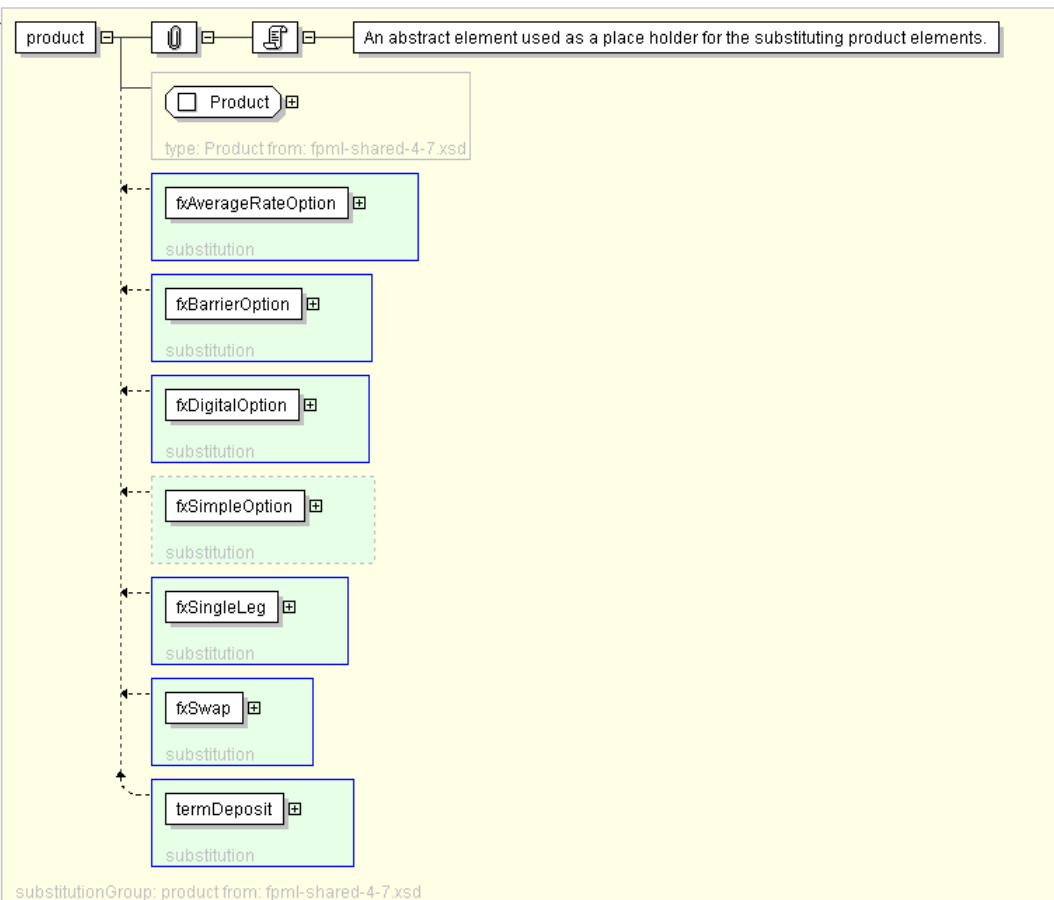 product
An abstract element used as a place holder for the substituting product elements.
Product
type: Product from: fpml-shared-4-7.xsd
fxAverageRateOption
substitution
fxBarrierOption
substitution
fxDigitalOption
substitution
fxSimpleOption
substitution
fxSingleLeg
substitution
fxSwap
substitution
termDeposit
substitution
substitutionGroup: product from: fpml-shared-4-7.xsd